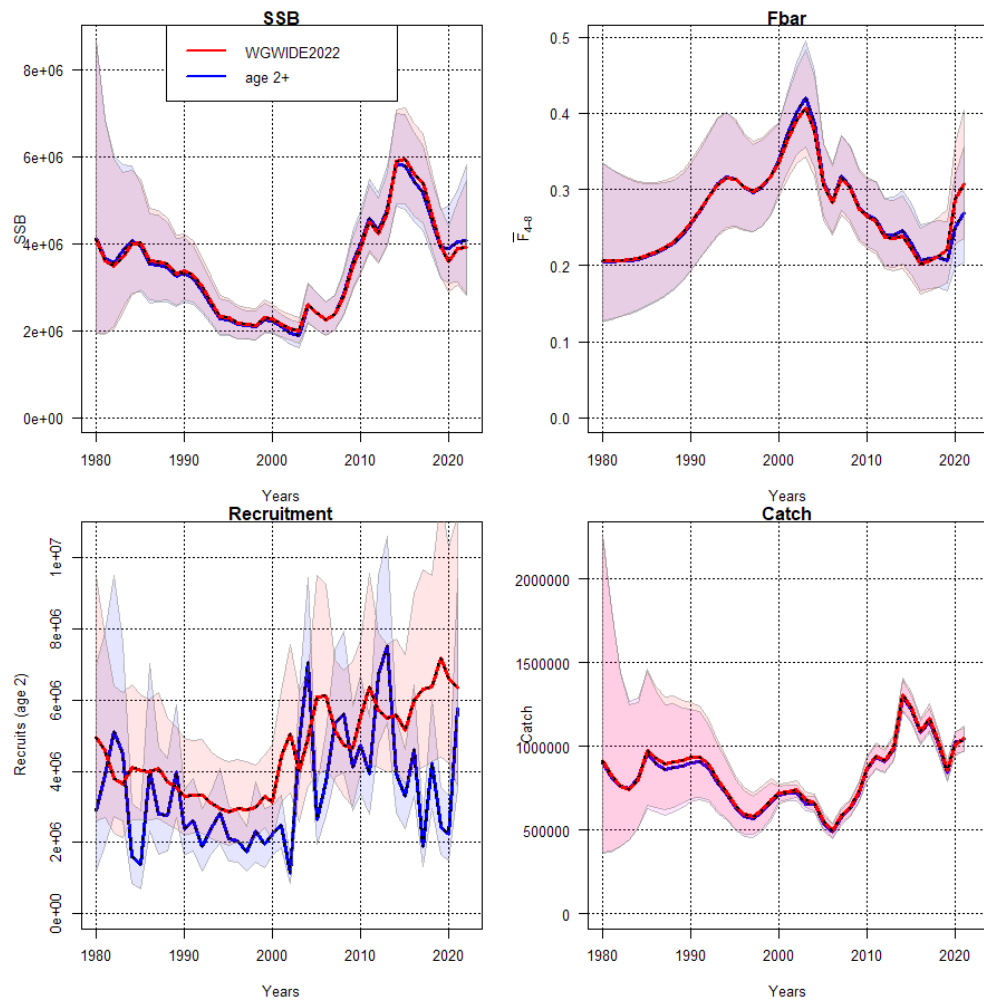 SSB
WGWIDE2022
age 2+
SSB
8e+06
6e+06
4e+06
2e+06
0e+00
1980 1990 2000 2010 2020
Years
Fbar
F̅4-8
0.5
0.4
0.3
0.2
0.1
0.0
1980 1990 2000 2010 2020
Years
Recruitment
Recruits (age 2)
1e+07
8e+06
6e+06
4e+06
2e+06
0e+00
1980 1990 2000 2010 2020
Years
Catch
Catch
2000000
1500000
1000000
500000
0
1980 1990 2000 2010 2020
Years